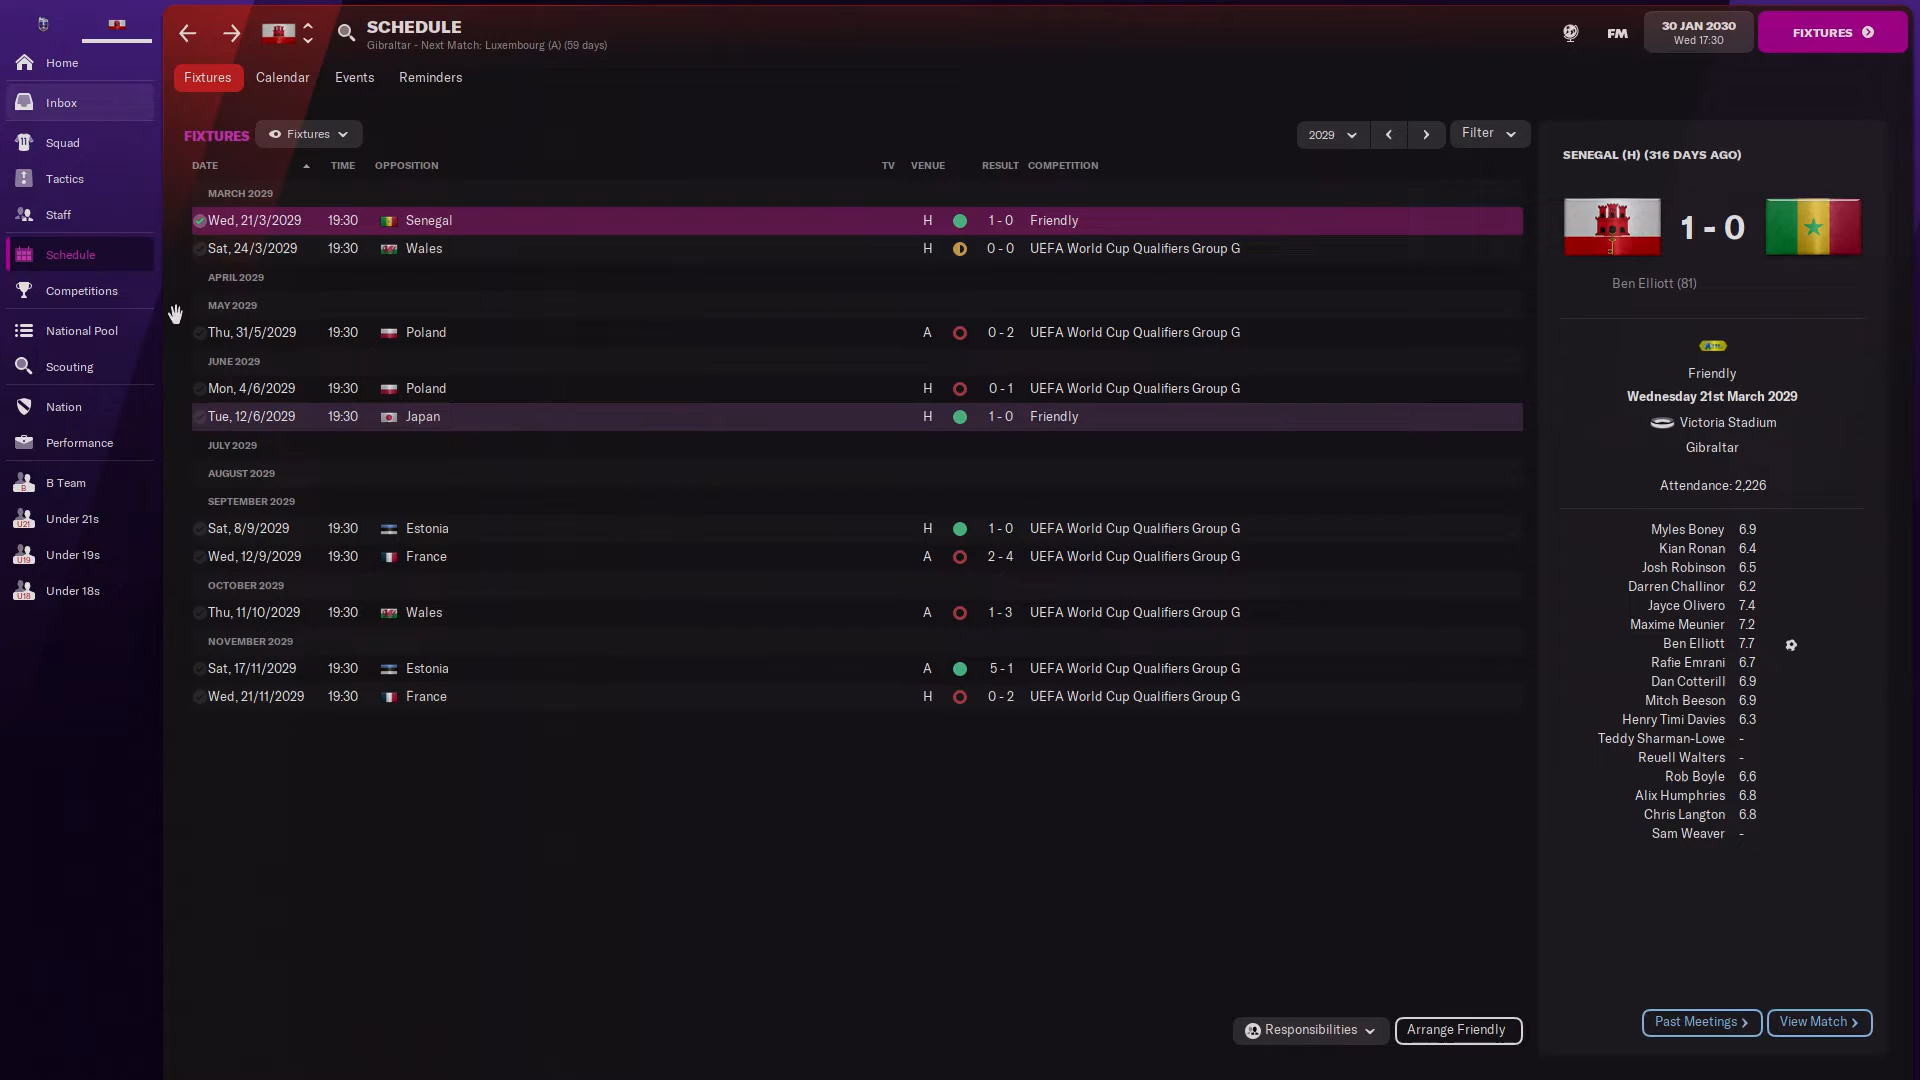 SCHEDULE
Gibraltar - Next Match: Luxembourg (A) (59 days)
FM
30 JAN 2030
Wed 17:30
FIXTURES
Home
Inbox
Squad
Tactics
Staff
Schedule
Competitions
National Pool
Scouting
Nation
Performance
B Team
Under 21s
Under 19s
Under 18s
Fixtures Calendar Events Reminders
FIXTURES Fixtures 2029 Filter
DATE TIME OPPOSITION TV VENUE RESULT COMPETITION
MARCH 2029
Wed, 21/3/2029 19:30 Senegal H 1 - 0 Friendly
Sat, 24/3/2029 19:30 Wales H 0 - 0 UEFA World Cup Qualifiers Group G
APRIL 2029
MAY 2029
Thu, 31/5/2029 19:30 Poland A 0 - 2 UEFA World Cup Qualifiers Group G
JUNE 2029
Mon, 4/6/2029 19:30 Poland H 0 - 1 UEFA World Cup Qualifiers Group G
Tue, 12/6/2029 19:30 Japan H 1 - 0 Friendly
JULY 2029
AUGUST 2029
SEPTEMBER 2029
Sat, 8/9/2029 19:30 Estonia H 1 - 0 UEFA World Cup Qualifiers Group G
Wed, 12/9/2029 19:30 France A 2 - 4 UEFA World Cup Qualifiers Group G
OCTOBER 2029
Thu, 11/10/2029 19:30 Wales A 1 - 3 UEFA World Cup Qualifiers Group G
NOVEMBER 2029
Sat, 17/11/2029 19:30 Estonia A 5 - 1 UEFA World Cup Qualifiers Group G
Wed, 21/11/2029 19:30 France H 0 - 2 UEFA World Cup Qualifiers Group G
Responsibilities Arrange Friendly
SENEGAL (H) (316 DAYS AGO)
1 - 0
Ben Elliott (81)
Friendly
Wednesday 21st March 2029
Victoria Stadium
Gibraltar
Attendance: 2,226
Myles Boney 6.9
Kian Ronan 6.4
Josh Robinson 6.5
Darren Challinor 6.2
Jayce Olivero 7.4
Maxime Meunier 7.2
Ben Elliott 7.7
Rafie Emrani 6.7
Dan Cotterill 6.9
Mitch Beeson 6.9
Henry Timi Davies 6.3
Teddy Sharman-Lowe -
Reuell Walters -
Rob Boyle 6.6
Alix Humphries 6.8
Chris Langton 6.8
Sam Weaver -
Past Meetings View Match